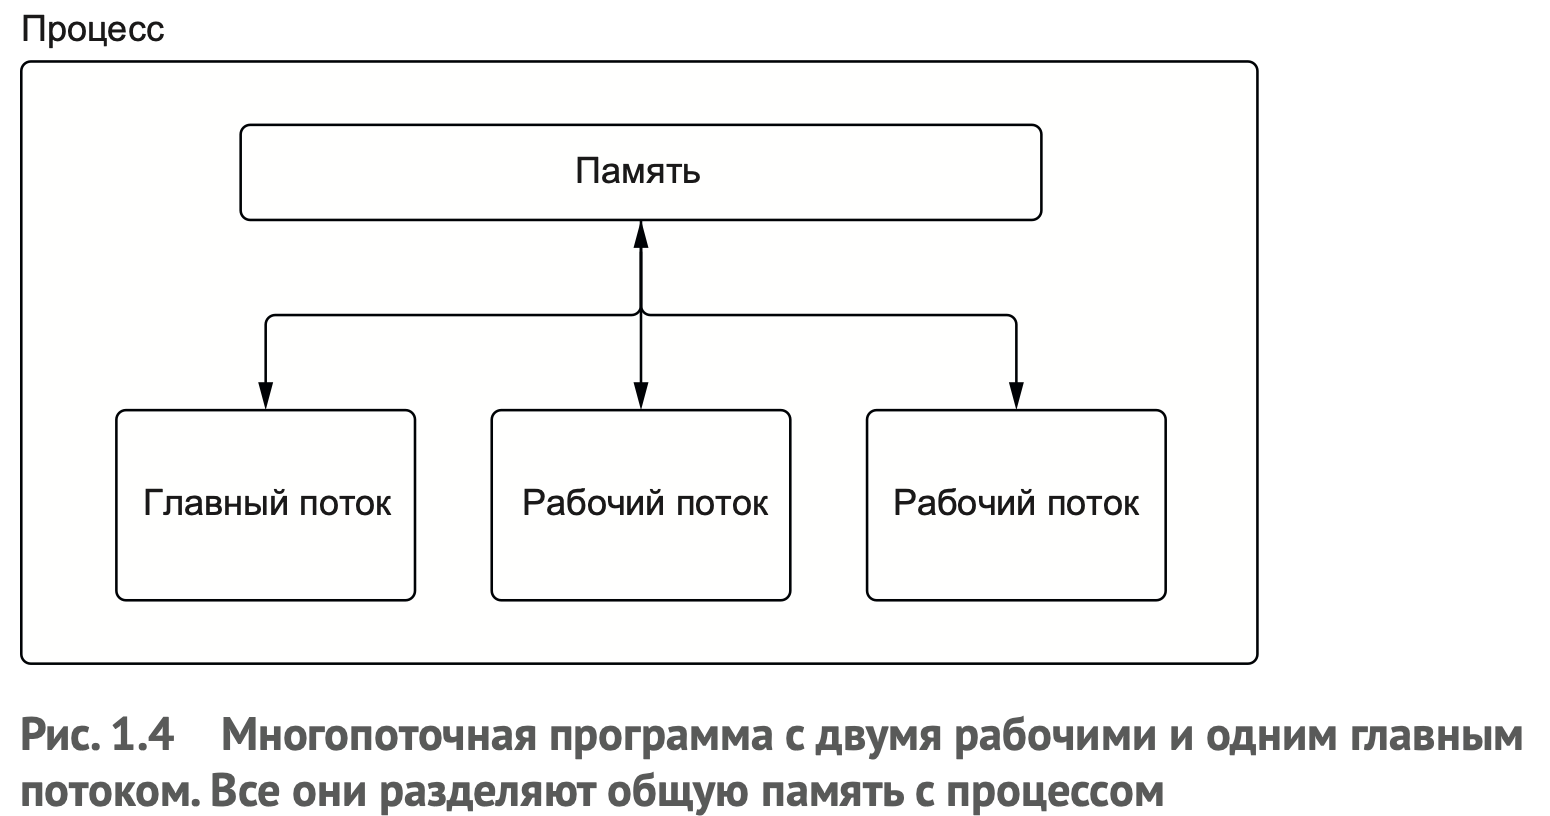 Процесс
Память
Главный поток
Рабочий поток
Рабочий поток
Рис. 1.4 Многопоточная программа с двумя рабочими и одним главным
потоком. Все они разделяют общую память с процессом